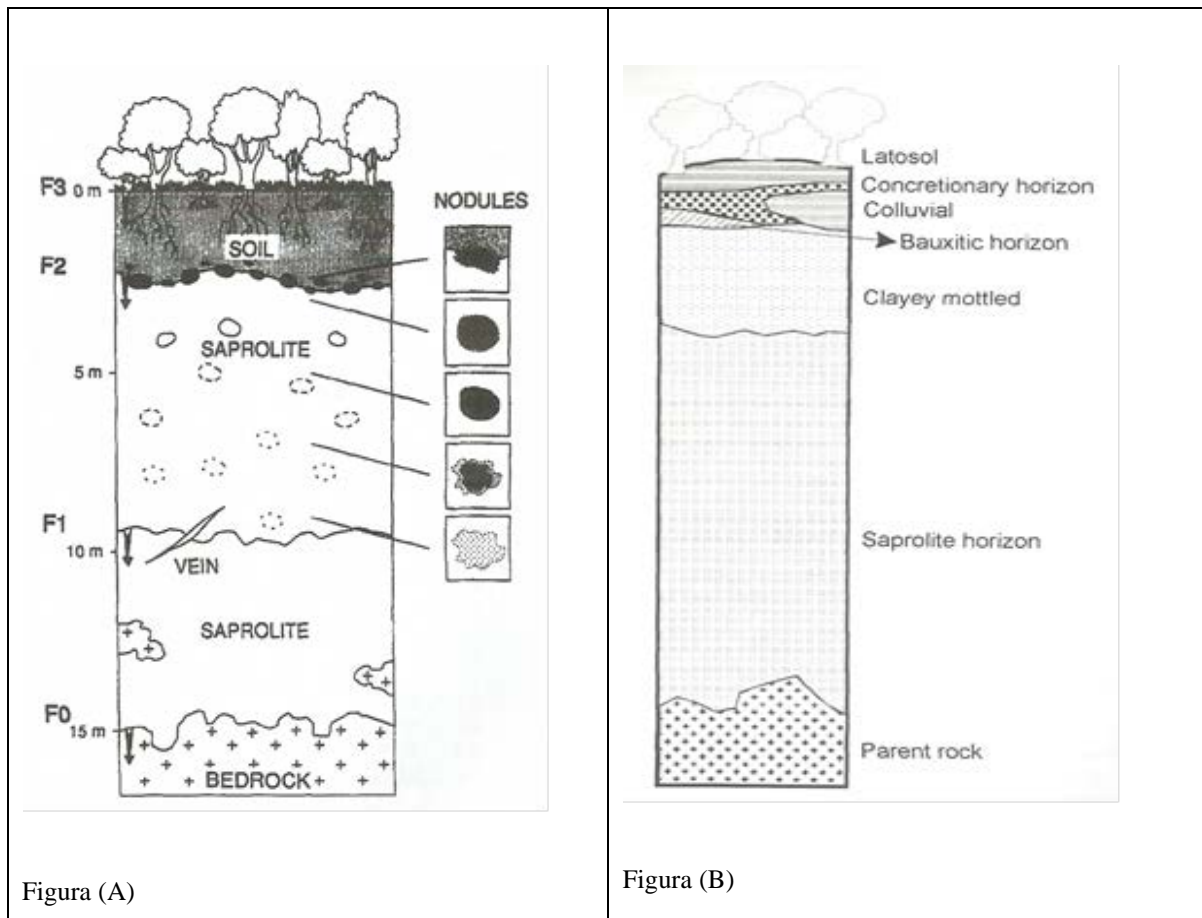 F3
0 m
NODULES
SOIL
F2
SAPROLITE
5 m
F1
10 m
VEIN
SAPROLITE
F0
15 m
BEDROCK
Figura (A)
Latosol
Concretionary horizon
Colluvial
Bauxitic horizon
Clayey mottled
Saprolite horizon
Parent rock
Figura (B)